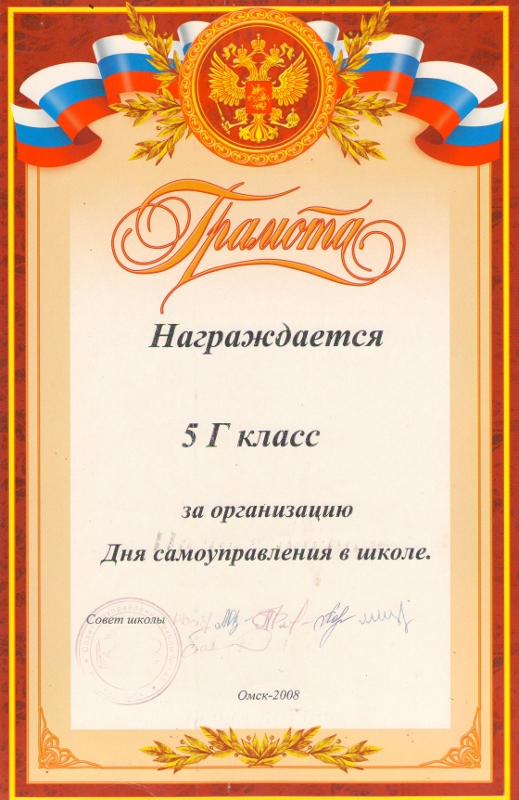 Грамота
Награждается
5 Г класс
за организацию
Дня самоуправления в школе.
Совет школы
Омск-2008